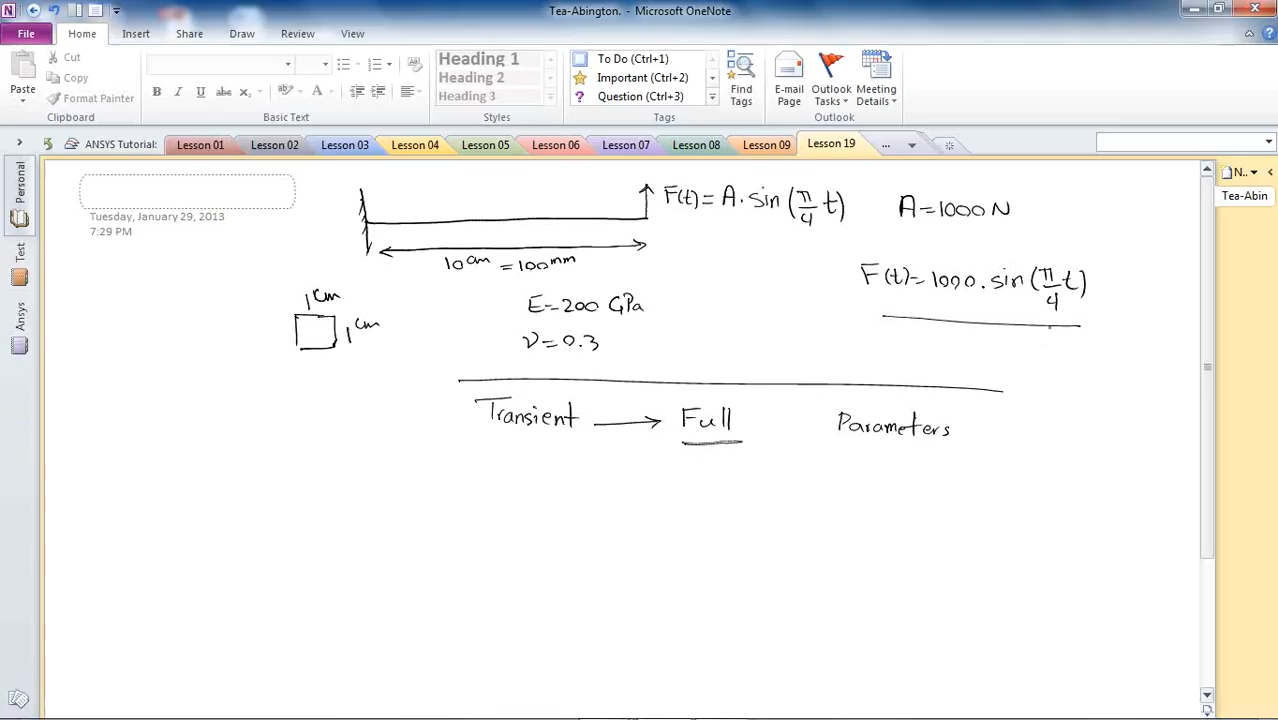 Tea-Abington. - Microsoft OneNote
File Home Insert Share Draw Review View
Paste
Cut
Copy
Format Painter
Clipboard
B I U abc x₂ A
Basic Text
Heading 1
Heading 2
Heading 3
Styles
To Do (Ctrl+1)
Important (Ctrl+2)
Question (Ctrl+3)
Tags
Find Tags
E-mail Page
Outlook Tasks
Meeting Details
Outlook
ANSYS Tutorial: Lesson 01 Lesson 02 Lesson 03 Lesson 04 Lesson 05 Lesson 06 Lesson 07 Lesson 08 Lesson 09 Lesson 19 ...
Personal
Test
Ansys
N..
Tea-Abin
Tuesday, January 29, 2013
7:29 PM
F(t)= A. sin (π/4 t) A=1000N
10cm = 100mm
F(t)= 1000. sin (π/4 t)
1cm
1cm
E=200 GPa
ν=0.3
Transient → Full Parameters